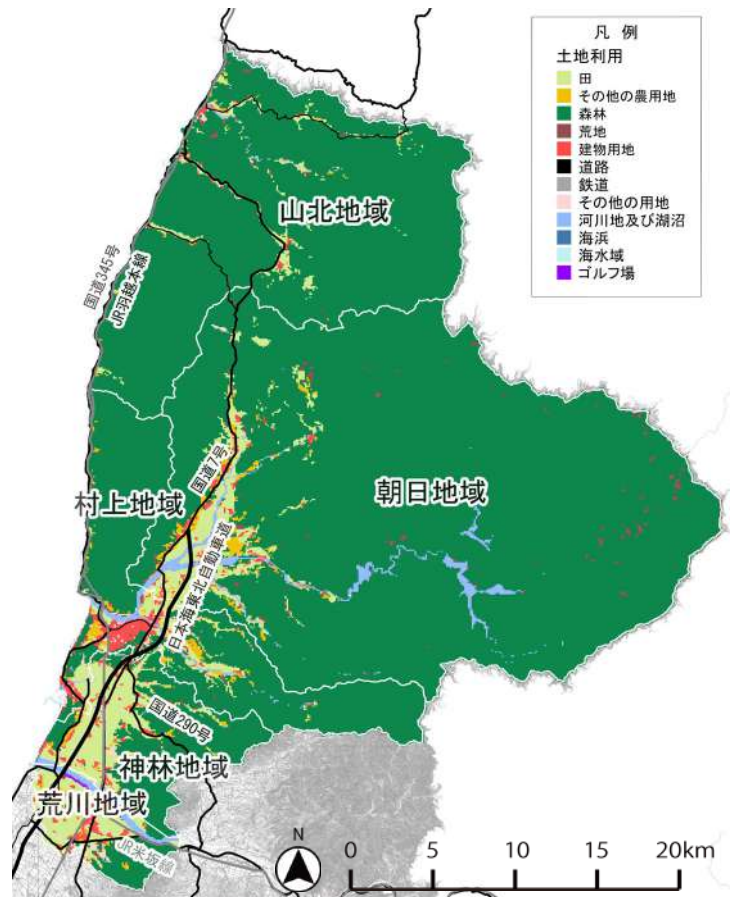 凡 例
土地利用
田
その他の農用地
森林
荒地
建物用地
道路
鉄道
その他の用地
河川地及び湖沼
海浜
海水域
ゴルフ場
山北地域
国道345号
JR羽越本線
国道7号
村上地域
朝日地域
日本海東北自動車道
国道290号
神林地域
荒川地域
JR米坂線
N
0 5 10 15 20km